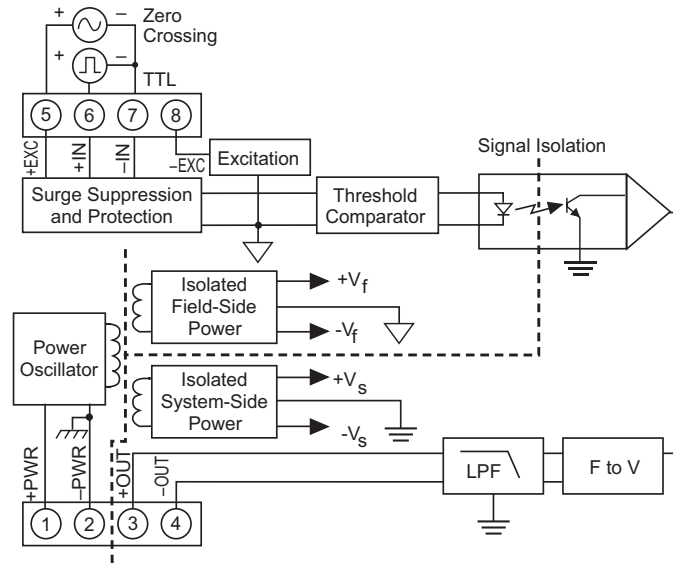 + – Zero
Crossing
+ –
TTL
5 6 7 8
+EXC +IN –IN –EXC
Excitation
Signal Isolation
Surge Suppression
and Protection
Threshold
Comparator
Isolated
Field-Side
Power
+Vf
-Vf
Power
Oscillator
Isolated
System-Side
Power
+Vs
-Vs
+PWR –PWR +OUT –OUT
LPF
F to V
1 2 3 4